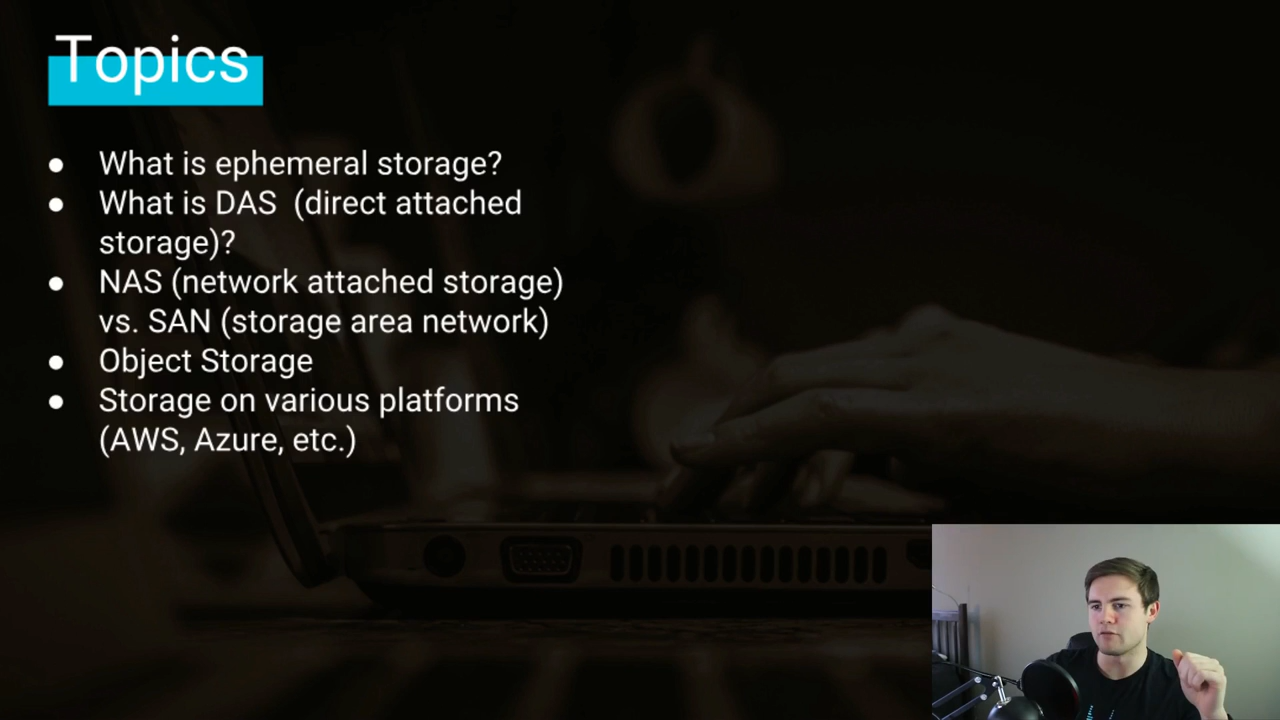 Topics
● What is ephemeral storage?
● What is DAS  (direct attached
storage)?
● NAS (network attached storage)
vs. SAN (storage area network)
● Object Storage
● Storage on various platforms
(AWS, Azure, etc.)